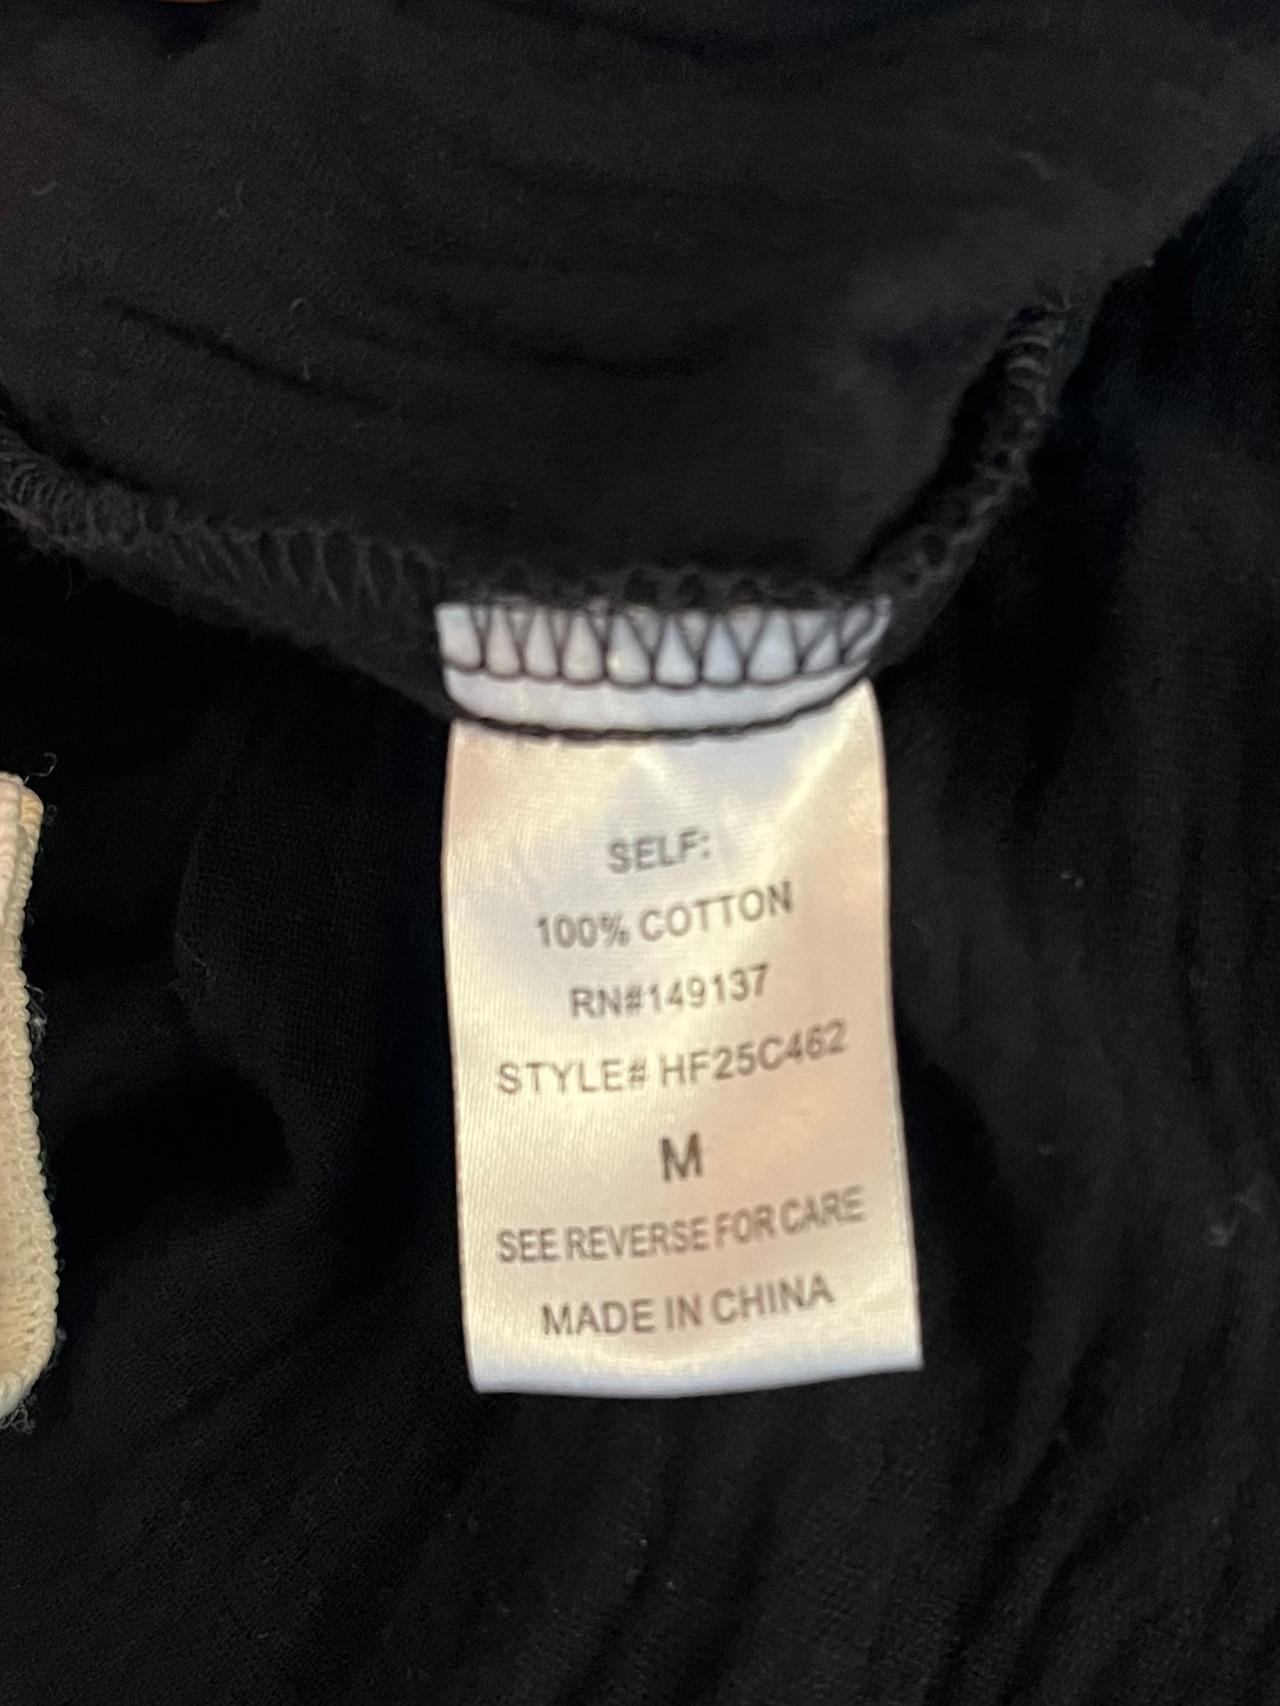 SELF:
100% COTTON
RN#149137
STYLE# HF25C462
M
SEE REVERSE FOR CARE
MADE IN CHINA